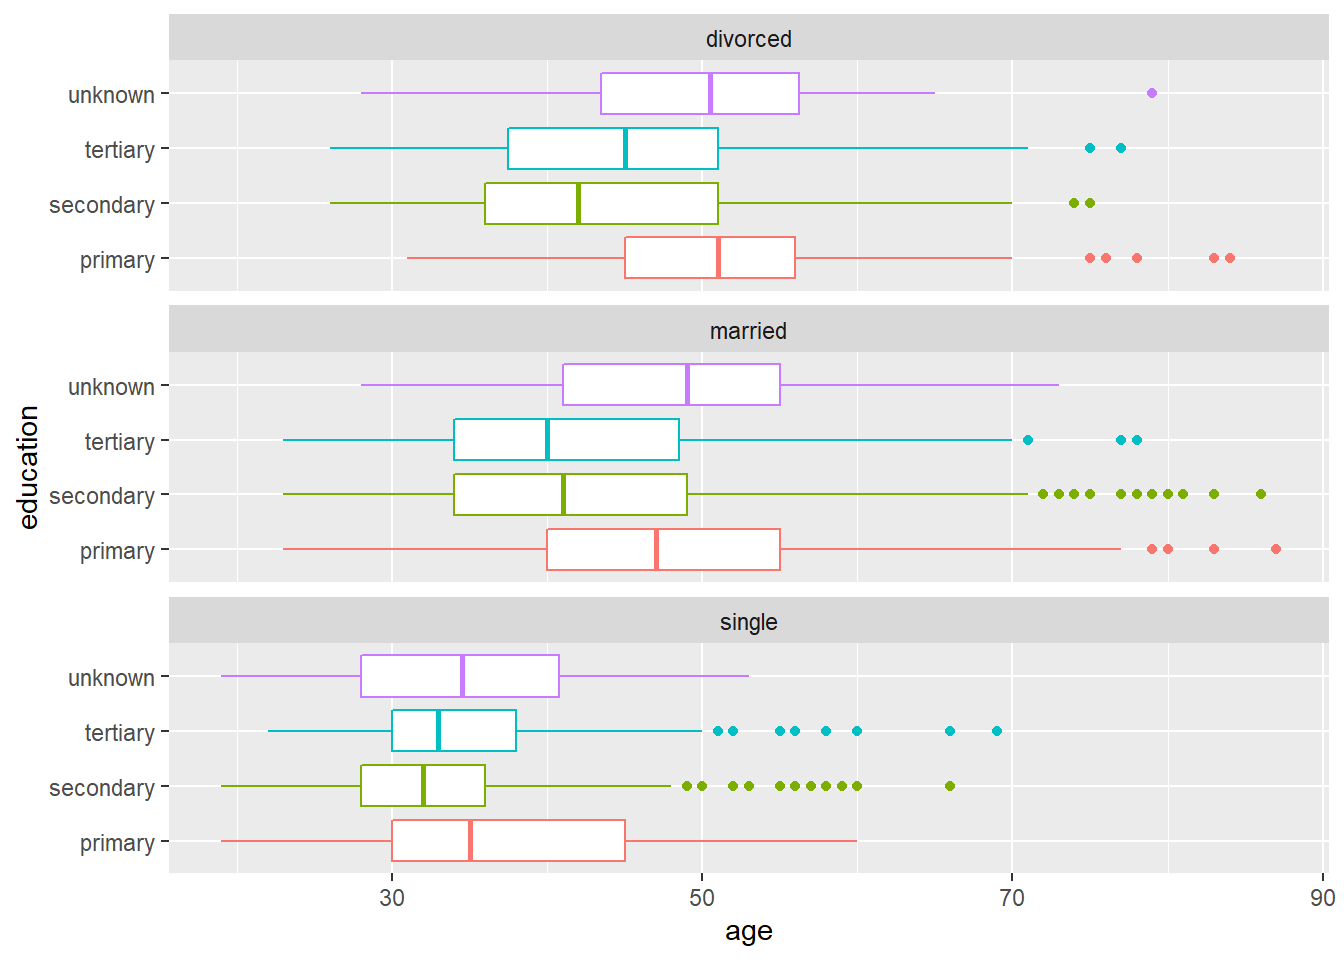 divorced
unknown
tertiary
secondary
primary
married
unknown
tertiary
secondary
primary
single
unknown
tertiary
secondary
primary
30 50 70 90
age
education